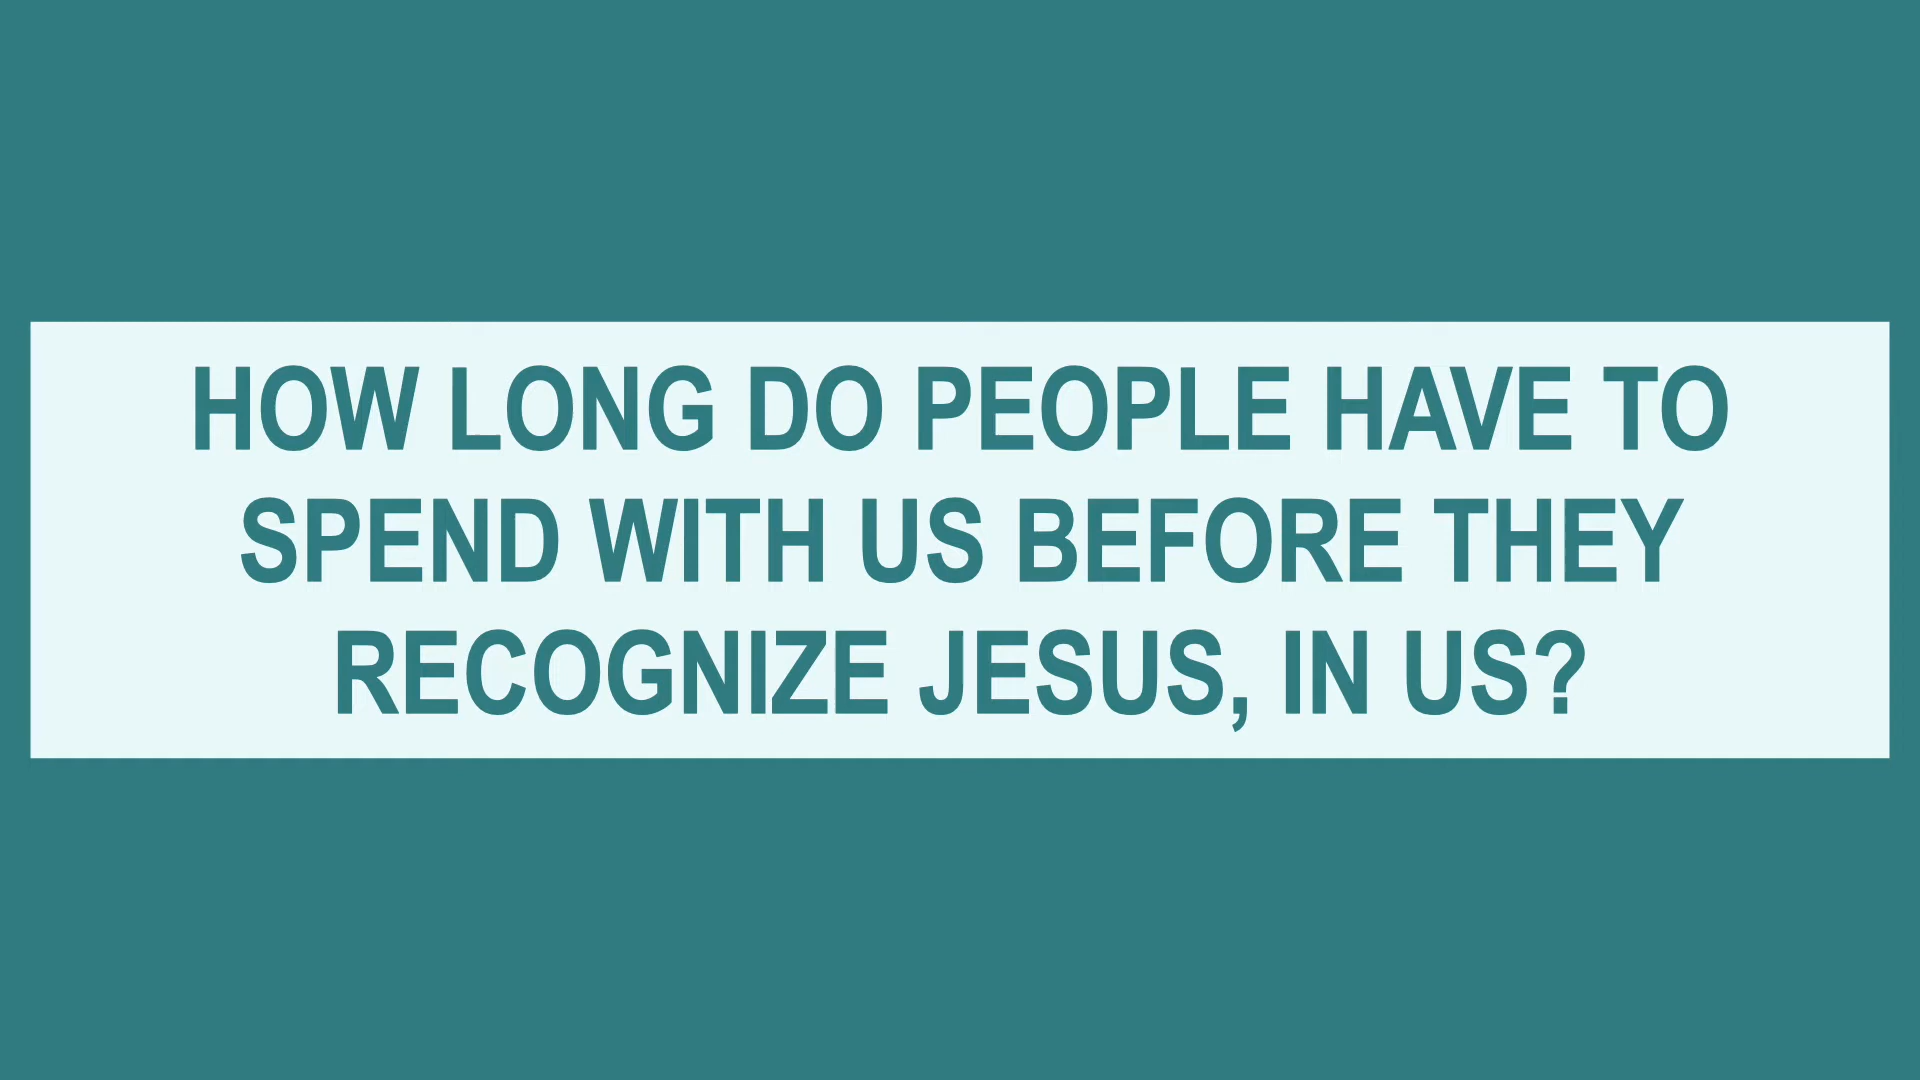 HOW LONG DO PEOPLE HAVE TO
SPEND WITH US BEFORE THEY
RECOGNIZE JESUS, IN US?